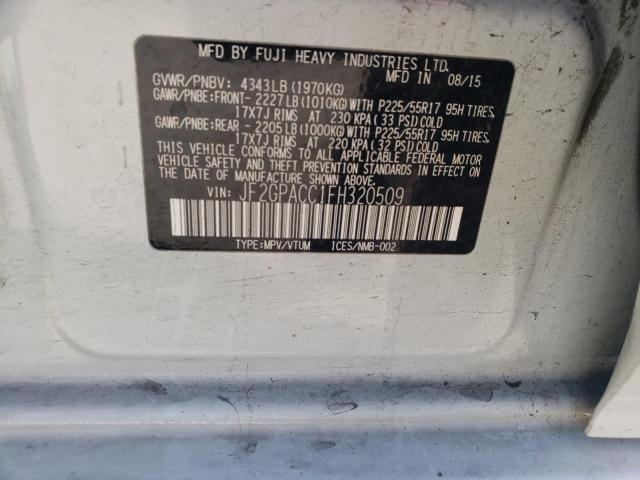 MFD BY FUJI HEAVY INDUSTRIES LTD.
MFD IN 08/15
GVWR/PNBV: 4343LB(1970KG)
GAWR/PNBE:FRONT- 2227LB(1010KG)WITH P225/55R17 95H TIRES,
17X7J RIMS AT 230 KPA(33 PSI)COLD
GAWR/PNBE:REAR - 2205LB(1000KG)WITH P225/55R17 95H TIRES,
17X7J RIMS AT 220 KPA(32 PSI)COLD
THIS VEHICLE CONFORMS TO ALL APPLICABLE FEDERAL MOTOR
VEHICLE SAFETY AND THEFT PREVENTION STANDARDS IN EFFECT ON
THE DATE OF MANUFACTURE SHOWN ABOVE.
VIN: JF2GPACC1FH320509
TYPE:MPV/VTUM ICES/NMB-002